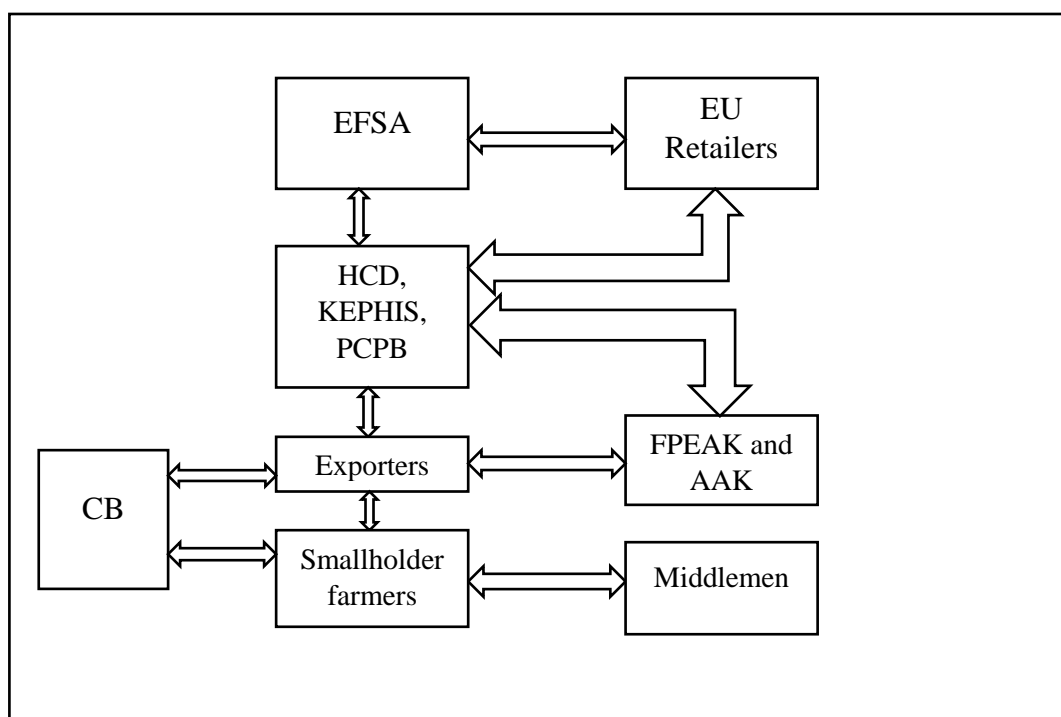 EFSA
EU
Retailers
HCD,
KEPHIS,
PCPB
Exporters
FPEAK and
AAK
CB
Smallholder
farmers
Middlemen